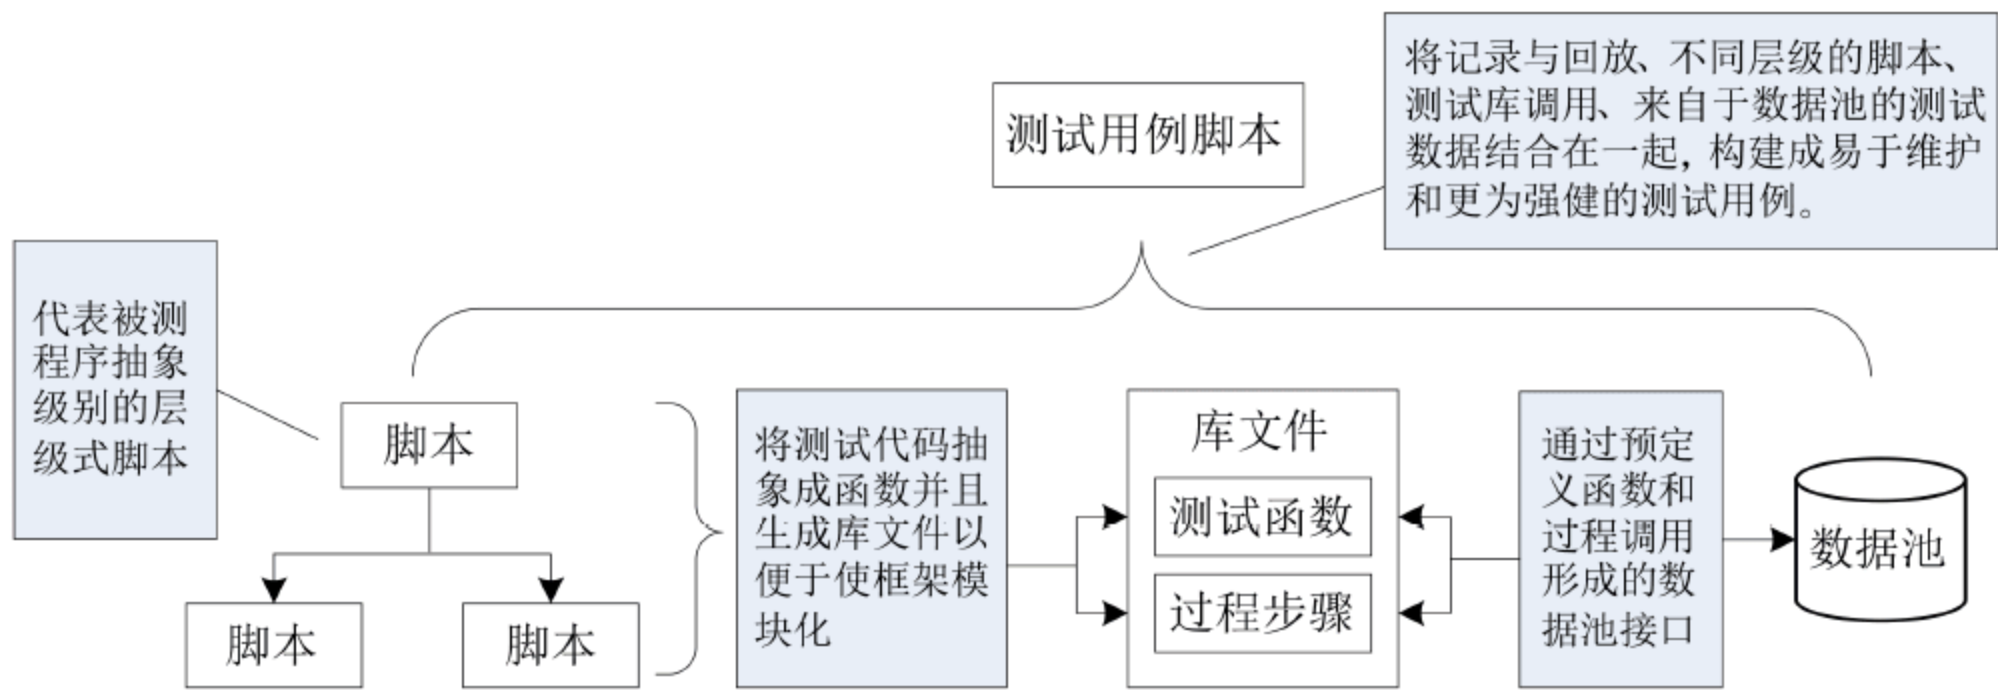 将记录与回放、不同层级的脚本、
测试库调用、来自于数据池的测试
数据结合在一起,构建成易于维护
和更为强健的测试用例。
测试用例脚本
代表被测
程序抽象
级别的层
级式脚本
脚本
脚本
脚本
将测试代码抽
象成函数并且
生成库文件以
便于使框架模
块化
库文件
测试函数
过程步骤
通过预定
义函数和
过程调用
形成的数
据池接口
数据池